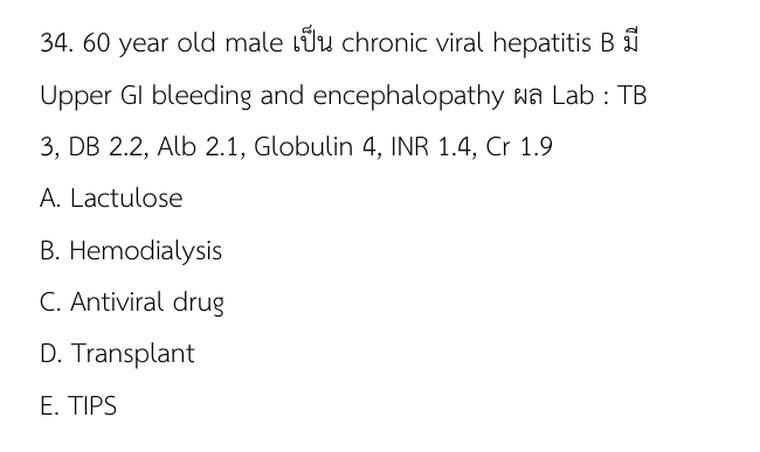 34. 60 year old male เป็น chronic viral hepatitis B มี
Upper GI bleeding and encephalopathy ผล Lab : TB
3, DB 2.2, Alb 2.1, Globulin 4, INR 1.4, Cr 1.9
A. Lactulose
B. Hemodialysis
C. Antiviral drug
D. Transplant
E. TIPS